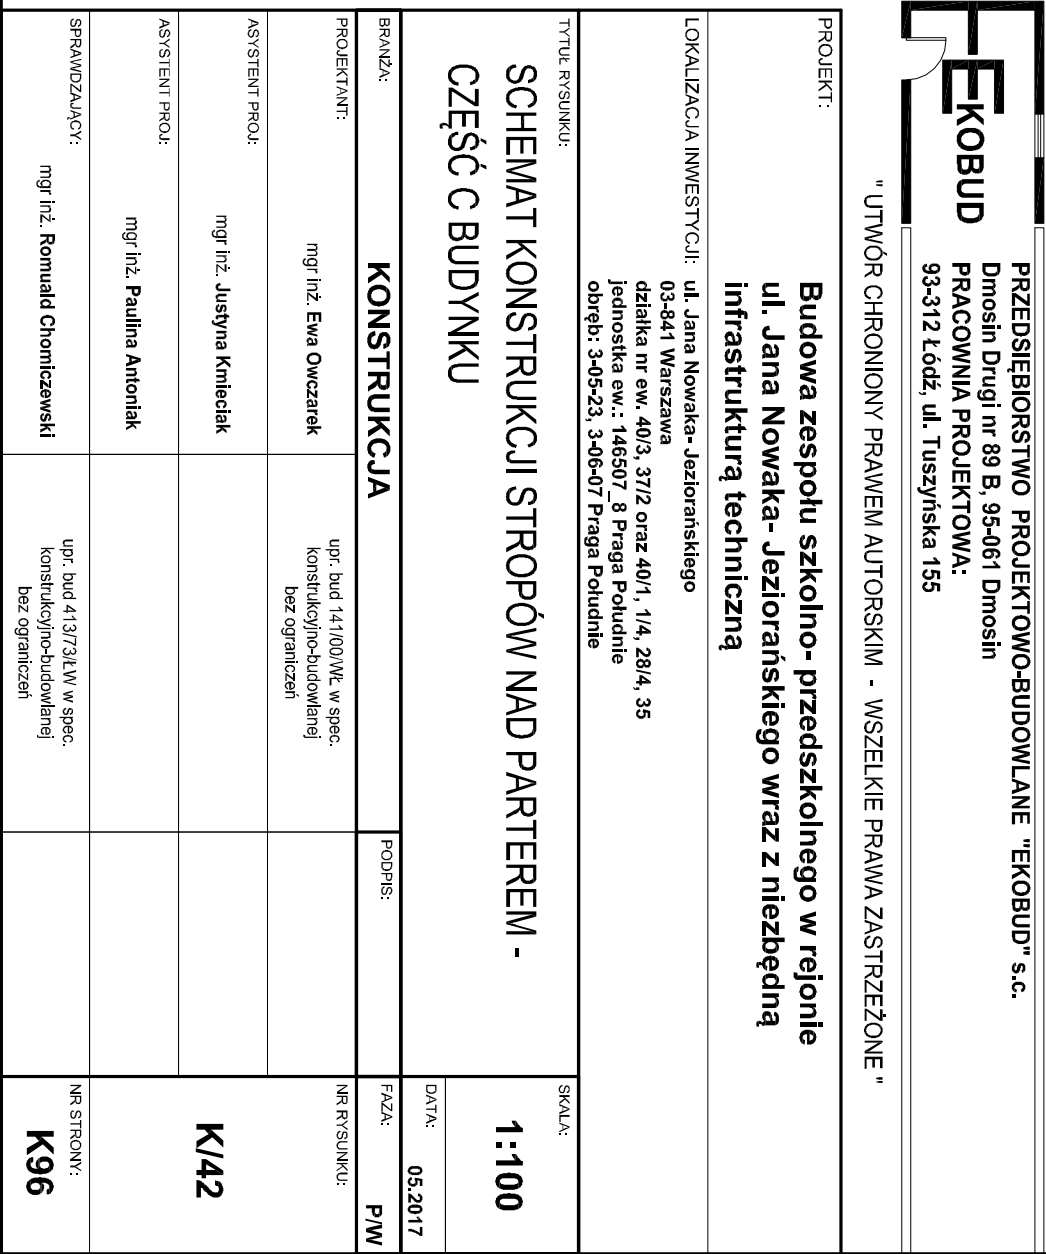 EKOBUD
PRZEDSIĘBIORSTWO PROJEKTOWO-BUDOWLANE "EKOBUD" s.c.
Dmosin Drugi nr 89 B, 95-061 Dmosin
PRACOWNIA PROJEKTOWA:
93-312 Łódź, ul. Tuszyńska 155
" UTWÓR CHRONIONY PRAWEM AUTORSKIM - WSZELKIE PRAWA ZASTRZEŻONE "
PROJEKT:
Budowa zespołu szkolno- przedszkolnego w rejonie
ul. Jana Nowaka- Jeziorańskiego wraz z niezbędną
infrastrukturą techniczną
LOKALIZACJA INWESTYCJI:
ul. Jana Nowaka- Jeziorańskiego
03-841 Warszawa
działka nr ew. 40/3, 37/2 oraz 40/1, 1/4, 28/4, 35
jednostka ew.: 146507_8 Praga Południe
obręb: 3-05-23, 3-06-07 Praga Południe
TYTUŁ RYSUNKU:
SCHEMAT KONSTRUKCJI STROPÓW NAD PARTEREM -
CZĘŚĆ C BUDYNKU
SKALA:
1:100
DATA:
05.2017
BRANŻA:
KONSTRUKCJA
PODPIS:
FAZA:
P/W
PROJEKTANT:
mgr inż. Ewa Owczarek
upr. bud 141/00/WŁ w spec.
konstrukcyjno-budowlanej
bez ograniczeń
NR RYSUNKU:
K/42
ASYSTENT PROJ:
mgr inż. Justyna Kmieciak
ASYSTENT PROJ:
mgr inż. Paulina Antoniak
SPRAWDZAJĄCY:
mgr inż. Romuald Chomiczewski
upr. bud 413/73/ŁW w spec.
konstrukcyjno-budowlanej
bez ograniczeń
NR STRONY:
K96